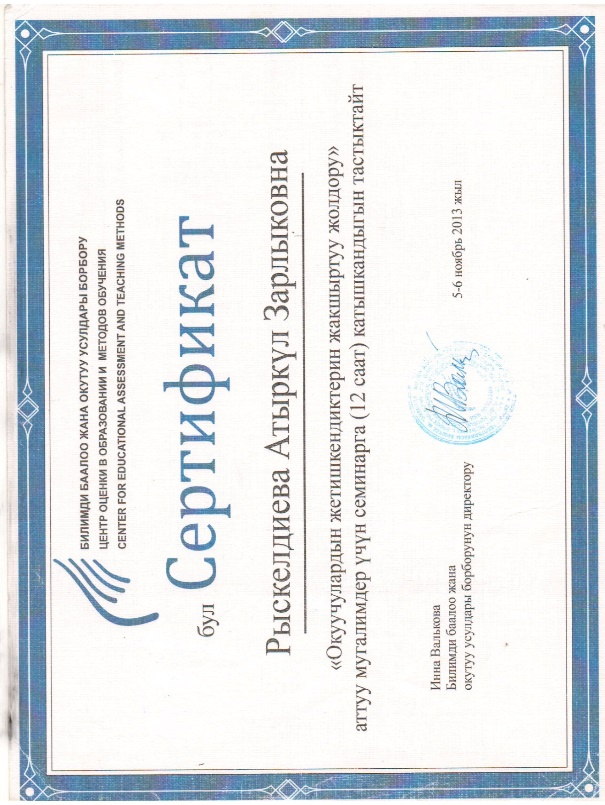 БИЛИМДИ БААЛОО ЖАНА ОКУТУУ УСУЛДАРЫ БОРБОРУ
ЦЕНТР ОЦЕНКИ В ОБРАЗОВАНИИ И МЕТОДОВ ОБУЧЕНИЯ
CENTER FOR EDUCATIONAL ASSESSMENT AND TEACHING METHODS
бул Сертификат
Рыскелдиева Атыркүл Зарлыковна
«Окуучулардын жетишкендиктерин жакшыртуу жолдору»
аттуу мугалимдер үчүн семинарга (12 саат) катышкандыгын тастыктайт
Инна Валькова
Билимди баалоо жана
окутуу усулдары борборунун директору
5-6 ноябрь 2013 жыл